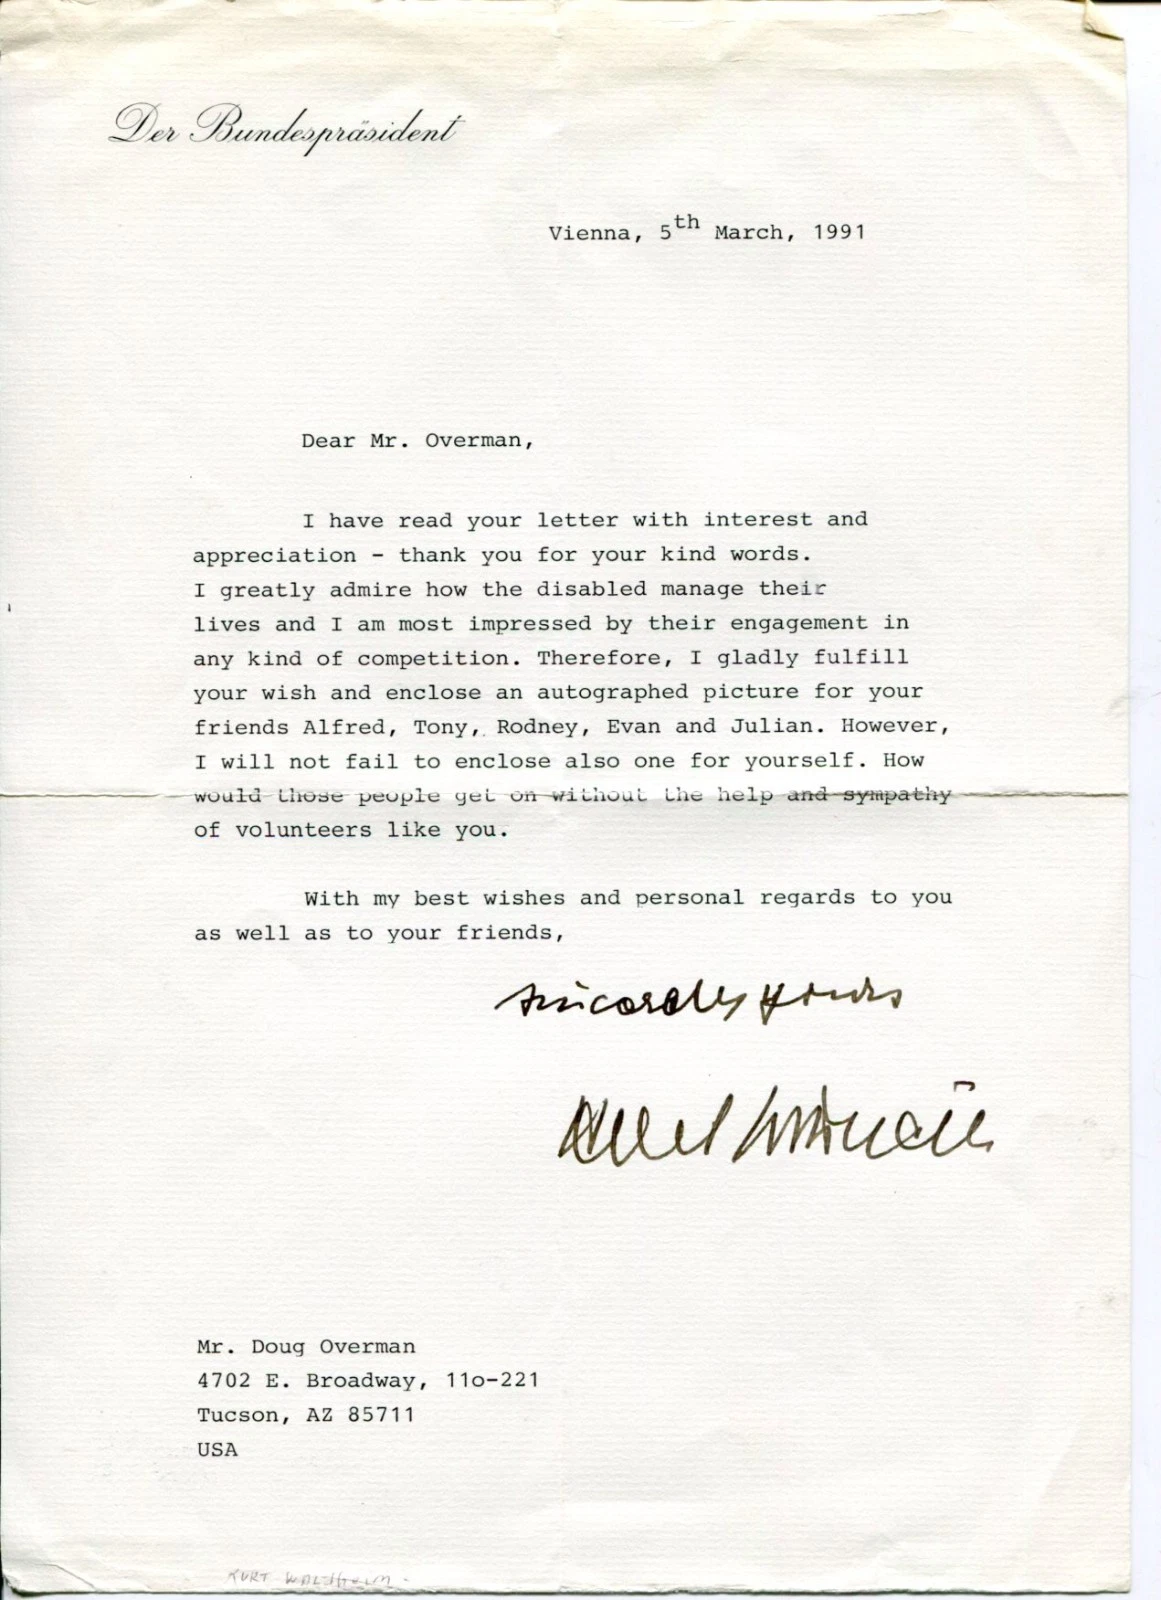 Der Bundespräsident
Vienna, 5th March, 1991
Dear Mr. Overman,
I have read your letter with interest and
appreciation - thank you for your kind words.
I greatly admire how the disabled manage their
lives and I am most impressed by their engagement in
any kind of competition. Therefore, I gladly fulfill
your wish and enclose an autographed picture for your
friends Alfred, Tony, Rodney, Evan and Julian. However,
I will not fail to enclose also one for yourself. How
would those people get on without the help and sympathy
of volunteers like you.
With my best wishes and personal regards to you
as well as to your friends,
sincerely yours
Mr. Doug Overman
4702 E. Broadway, 11o-221
Tucson, AZ 85711
USA
KURT WALDHEIM